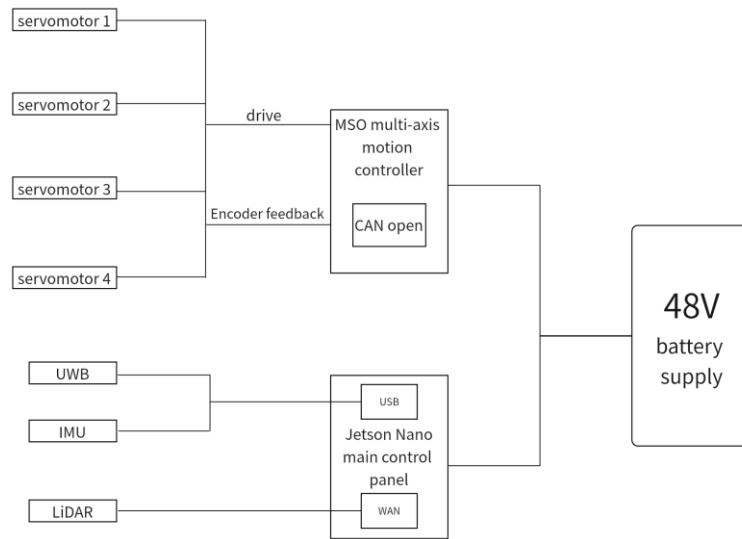 servomotor 1
servomotor 2
servomotor 3
servomotor 4
drive
Encoder feedback
MSO multi-axis
motion
controller
CAN open
48V
battery
supply
UWB
IMU
LiDAR
USB
Jetson Nano
main control
panel
WAN